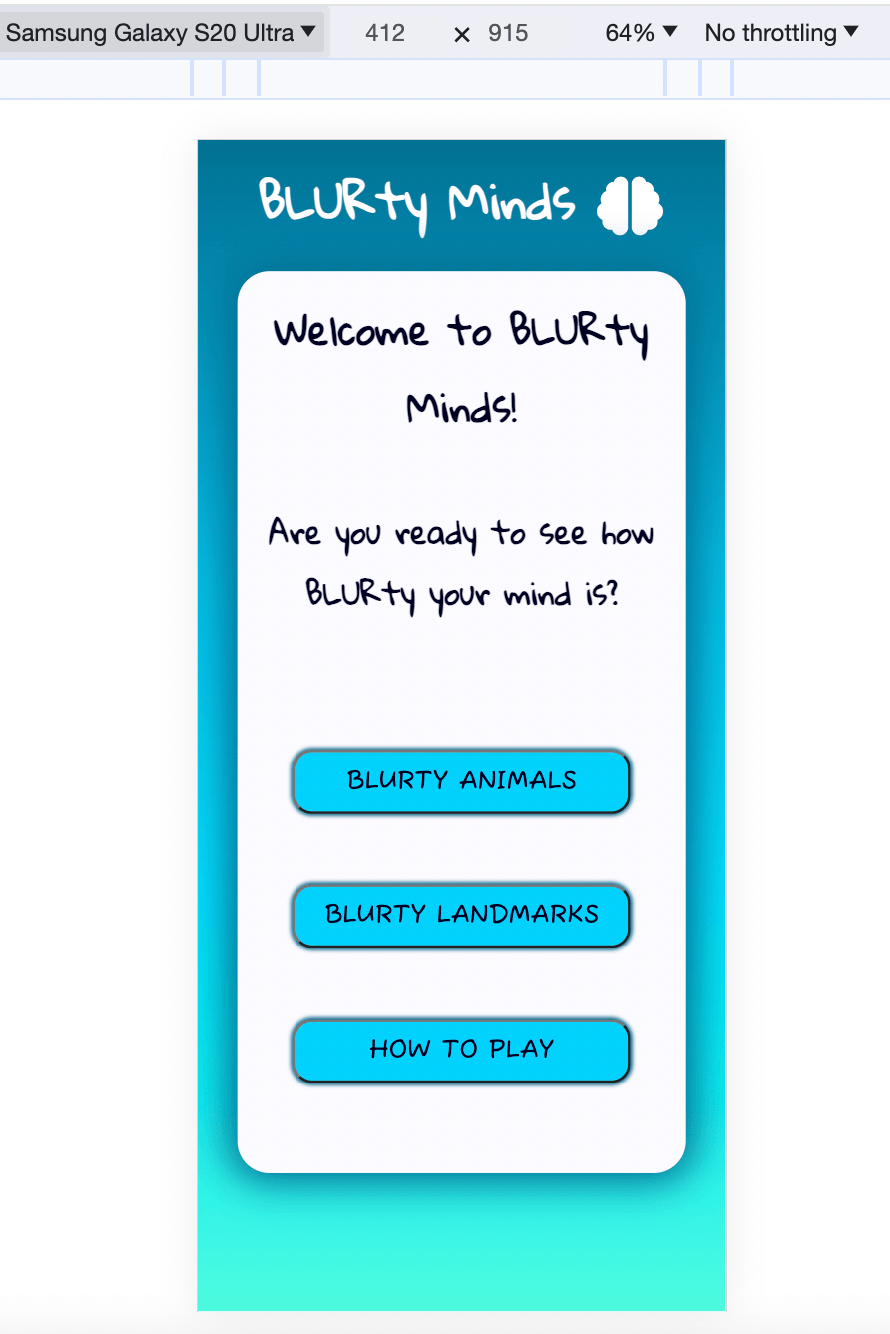 Samsung Galaxy S20 Ultra ▼ 412 × 915 64% ▼ No throttling ▼
BLURty Minds
Welcome to BLURty
Minds!
Are you ready to see how
BLURty your mind is?
BLURTY ANIMALS
BLURTY LANDMARKS
HOW TO PLAY